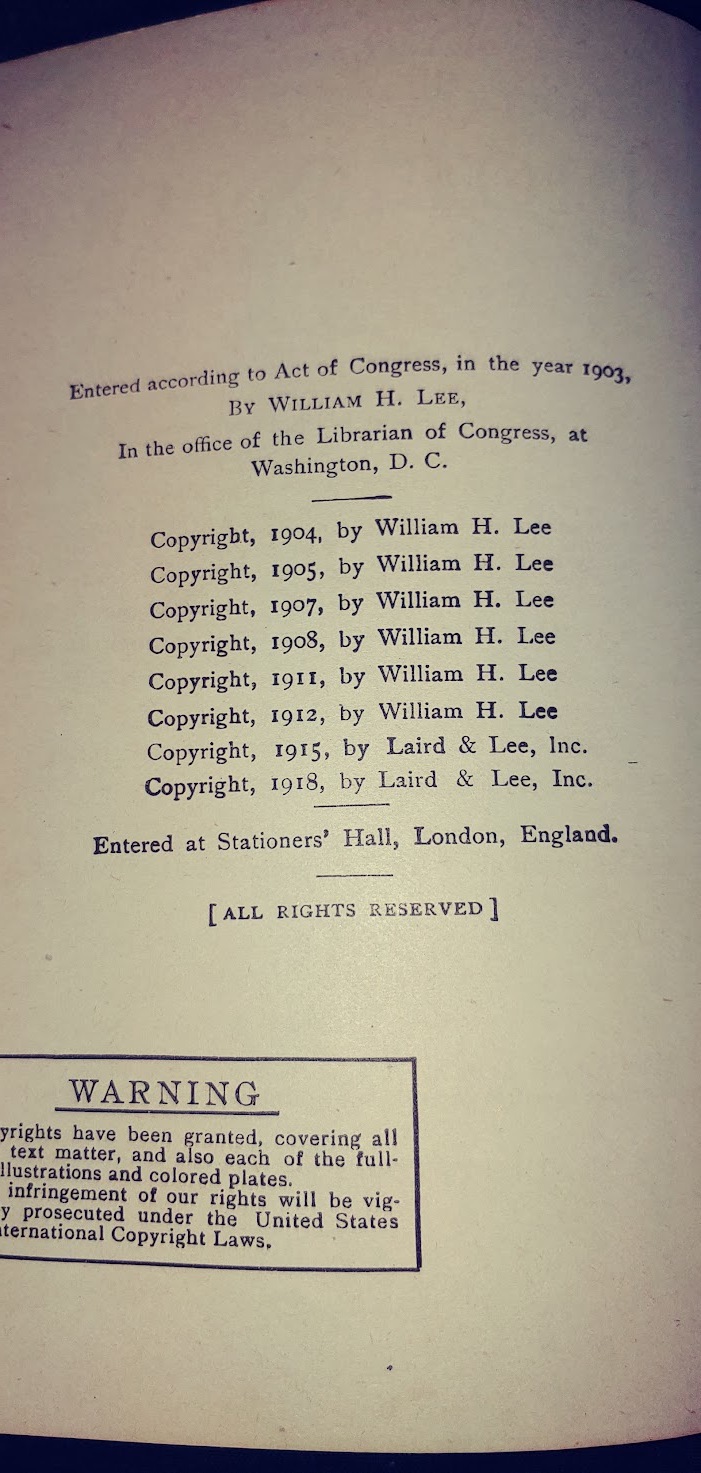 Entered according to Act of Congress, in the year 1903,
By William H. Lee,
In the office of the Librarian of Congress, at
Washington, D. C.
Copyright, 1904, by William H. Lee
Copyright, 1905, by William H. Lee
Copyright, 1907, by William H. Lee
Copyright, 1908, by William H. Lee
Copyright, 1911, by William H. Lee
Copyright, 1912, by William H. Lee
Copyright, 1915, by Laird & Lee, Inc.
Copyright, 1918, by Laird & Lee, Inc.
Entered at Stationers' Hall, London, England.
[ ALL RIGHTS RESERVED ]
WARNING
yrights have been granted, covering all
text matter, and also each of the full-
llustrations and colored plates.
infringement of our rights will be vig-
y prosecuted under the United States
nternational Copyright Laws.